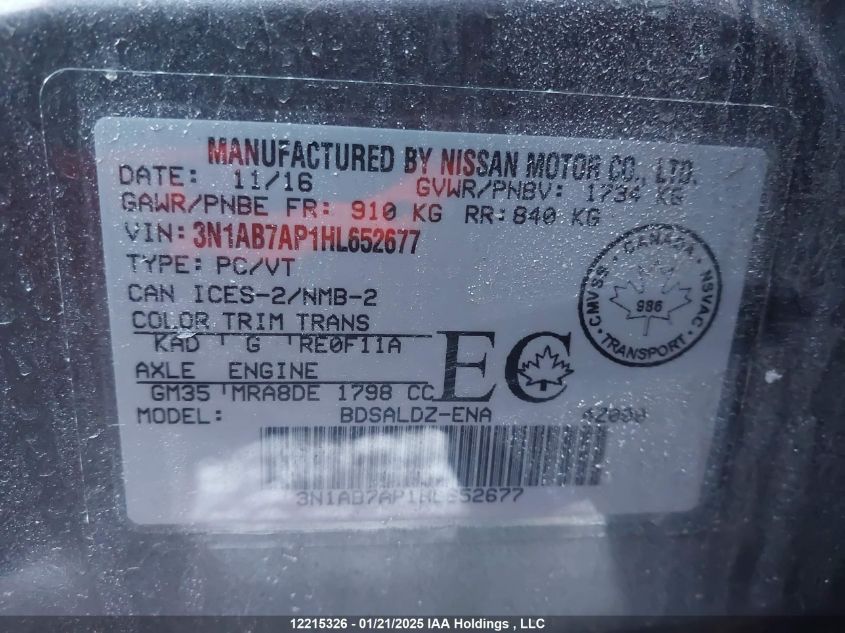 MANUFACTURED BY NISSAN MOTOR CO., LTD.
DATE: 11/16 GVWR/PNBV: 1734 KG
GAWR/PNBE FR: 910 KG RR: 840 KG
VIN: 3N1AB7AP1HL652677
TYPE: PC/VT
CAN ICES-2/NMB-2
COLOR TRIM TRANS
KAD G RE0F11A
AXLE ENGINE
GM35 MRA8DE 1798 CC
EC
MODEL: BDSALDZ-ENA
3N1AB7AP1HL652677
CANADA
CMVSS
NSVAC
986
TRANSPORT
12215326 - 01/21/2025 IAA Holdings , LLC